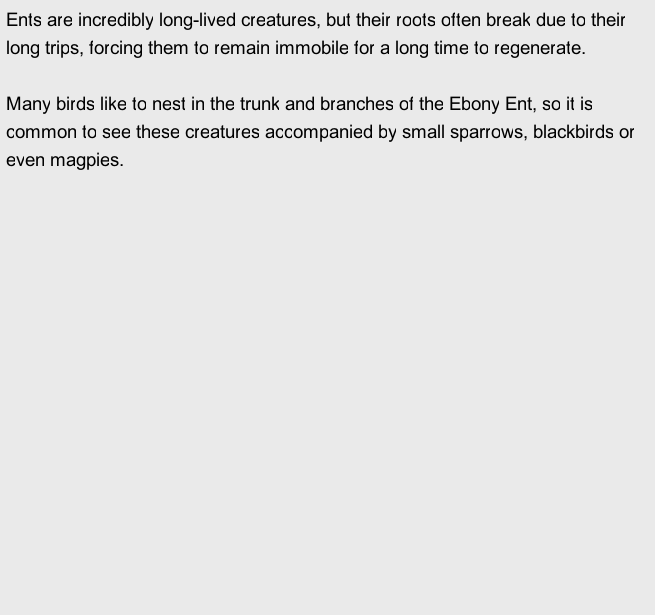 Ents are incredibly long-lived creatures, but their roots often break due to their
long trips, forcing them to remain immobile for a long time to regenerate.
Many birds like to nest in the trunk and branches of the Ebony Ent, so it is
common to see these creatures accompanied by small sparrows, blackbirds or
even magpies.